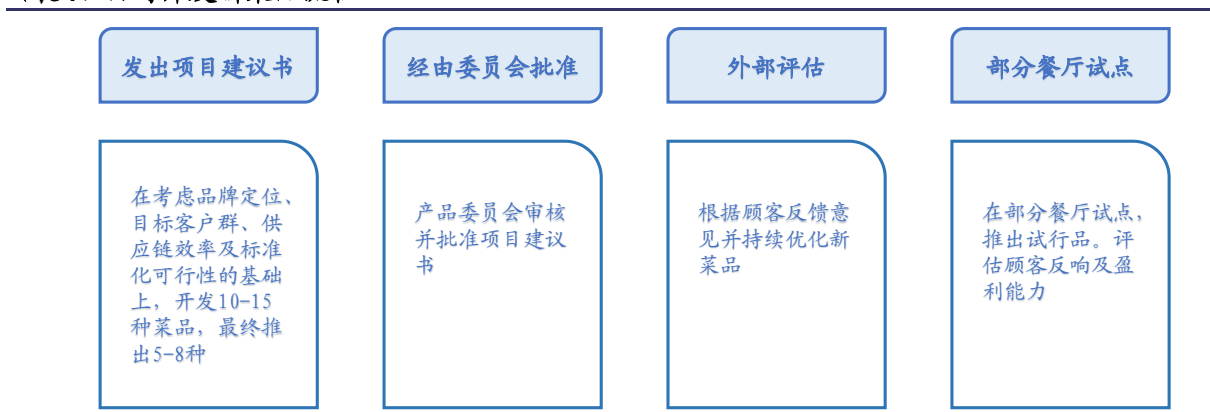 发出项目建议书
经由委员会批准
外部评估
部分餐厅试点
在考虑品牌定位、
目标客户群、供
应链效率及标准
化可行性的基础
上，开发10-15
种菜品，最终推
出5-8种
产品委员会审核
并批准项目建议
书
根据顾客反馈意
见并持续优化新
菜品
在部分餐厅试点，
推出试行品。评
估顾客反响及盈
利能力